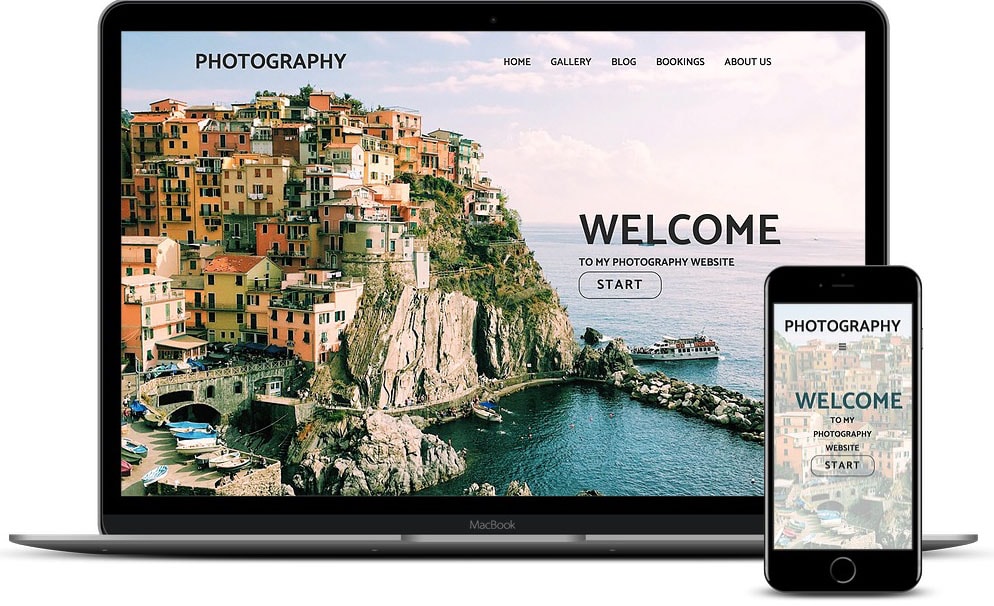 PHOTOGRAPHY
HOME GALLERY BLOG BOOKINGS ABOUT US
WELCOME
TO MY PHOTOGRAPHY WEBSITE
START
MacBook
PHOTOGRAPHY
WELCOME
TO MY
PHOTOGRAPHY
WEBSITE
START